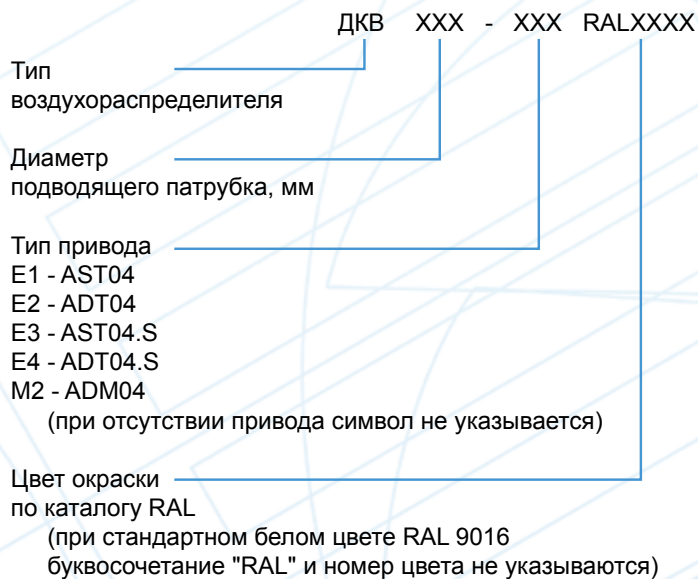 ДКВ XXX - XXX RALXXXX
Тип
воздухораспределителя
Диаметр
подводящего патрубка, мм
Тип привода
E1 - AST04
E2 - ADT04
E3 - AST04.S
E4 - ADT04.S
M2 - ADM04
(при отсутствии привода символ не указывается)
Цвет окраски
по каталогу RAL
(при стандартном белом цвете RAL 9016
буквосочетание "RAL" и номер цвета не указываются)